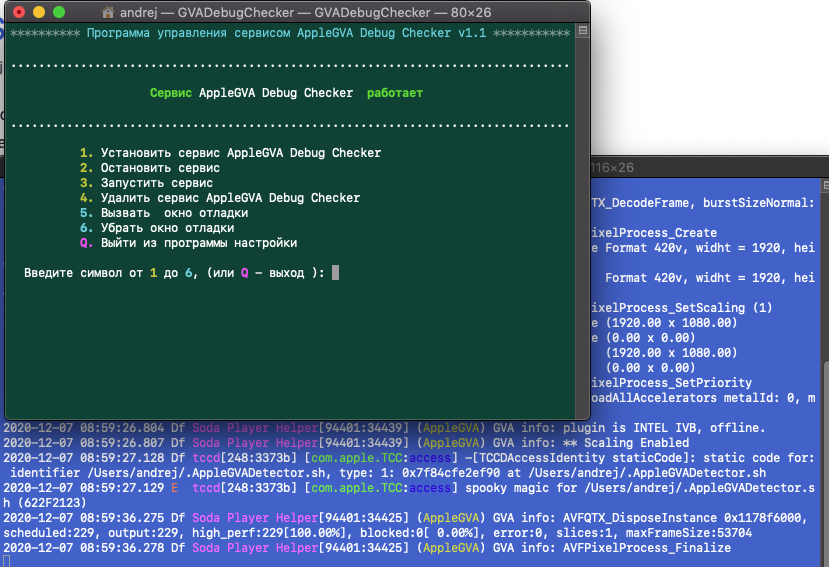 andrej — GVADebugChecker — GVADebugChecker — 80×26
********** Программа управления сервисом AppleGVA Debug Checker v1.1 ***********
Сервис AppleGVA Debug Checker работает
1. Установить сервис AppleGVA Debug Checker
2. Остановить сервис
3. Запустить сервис
4. Удалить сервис AppleGVA Debug Checker
5. Вызвать окно отладки
6. Убрать окно отладки
Q. Выйти из программы настройки
Введите символ от 1 до 6, (или Q - выход ):
116×26
TX_DecodeFrame, burstSizeNormal:
ixelProcess_Create
e Format 420v, widht = 1920, hei
Format 420v, widht = 1920, hei
ixelProcess_SetScaling (1)
e (1920.00 x 1080.00)
e (0.00 x 0.00)
(1920.00 x 1080.00)
(0.00 x 0.00)
ixelProcess_SetPriority
oadAllAccelerators metalId: 0, m
2020-12-07 08:59:26.804 Df Soda Player Helper[94401:34439] (AppleGVA) GVA info: plugin is INTEL IVB, offline.
2020-12-07 08:59:26.807 Df Soda Player Helper[94401:34439] (AppleGVA) GVA info: ** Scaling Enabled
2020-12-07 08:59:27.128 Df tccd[248:3373b] [com.apple.TCC:access] -[TCCDAccessIdentity staticCode]: static code for:
identifier /Users/andrej/.AppleGVADetector.sh, type: 1: 0x7f84cfe2ef90 at /Users/andrej/.AppleGVADetector.sh
2020-12-07 08:59:27.129 E tccd[248:3373b] [com.apple.TCC:access] spooky magic for /Users/andrej/.AppleGVADetector.s
h (622F2123)
2020-12-07 08:59:36.275 Df Soda Player Helper[94401:34425] (AppleGVA) GVA info: AVFQTX_DisposeInstance 0x1178f6000,
scheduled:229, output:229, high_perf:229[100.00%], blocked:0[ 0.00%], error:0, slices:1, maxFrameSize:53704
2020-12-07 08:59:36.278 Df Soda Player Helper[94401:34425] (AppleGVA) GVA info: AVFPixelProcess_Finalize